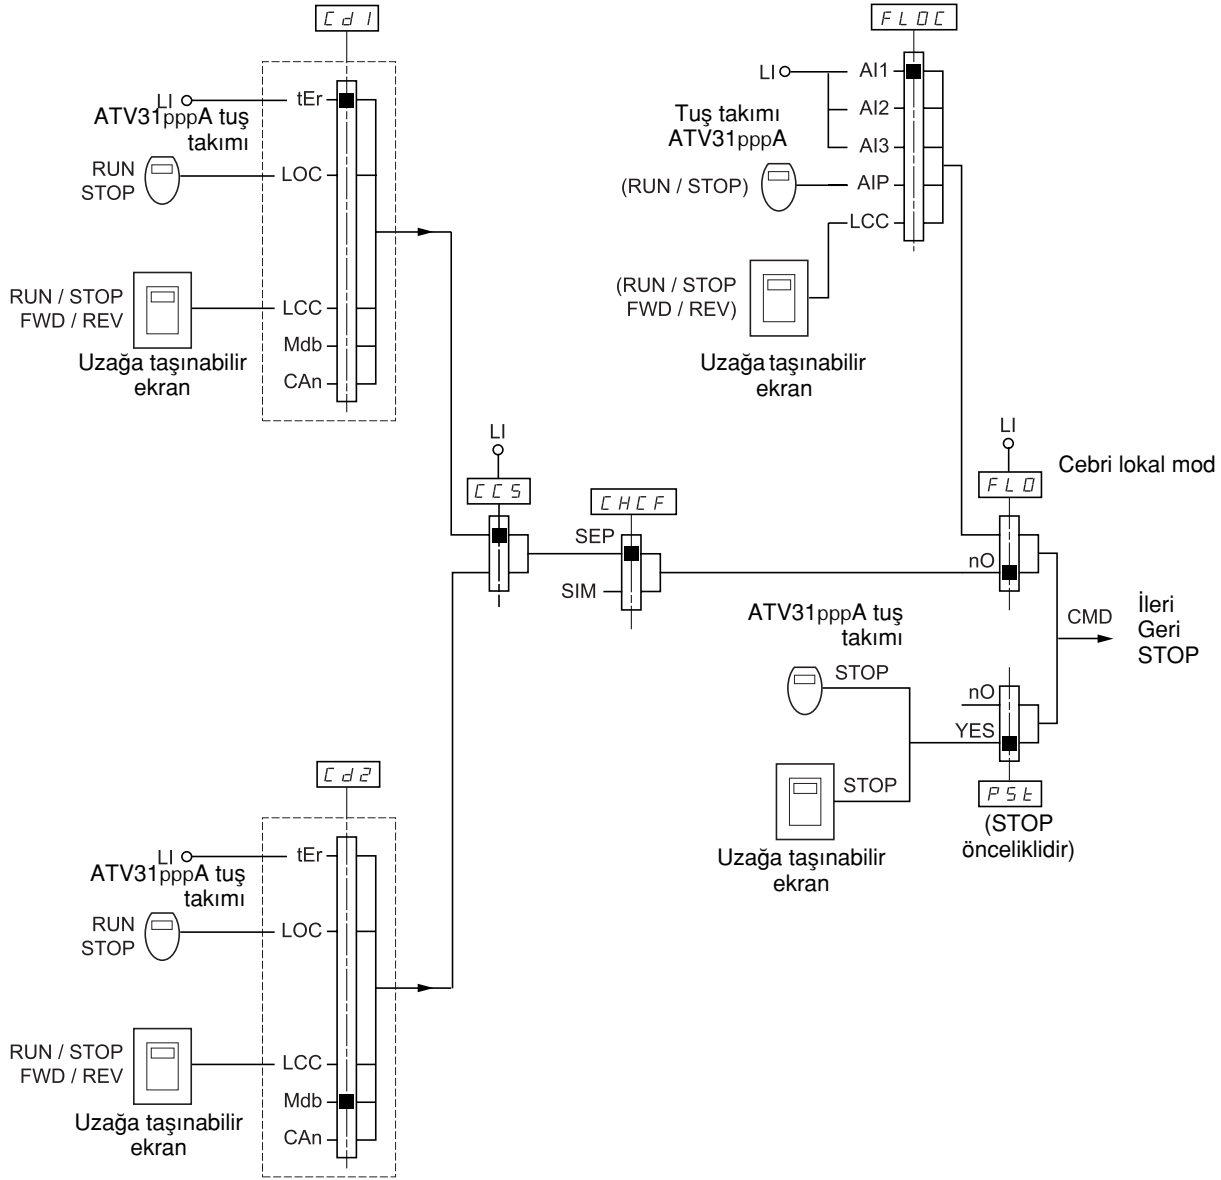 Cd1
LI
tEr
ATV31pppA tuş
takımı
RUN
STOP
LOC
RUN / STOP
FWD / REV
LCC
Mdb
CAn
Uzağa taşınabilir
ekran
FLOC
LI
AI1
AI2
AI3
AIP
LCC
Tuş takımı
ATV31pppA
(RUN / STOP)
(RUN / STOP
FWD / REV)
Uzağa taşınabilir
ekran
LI
CCS
CHCF
SEP
SIM
LI
FLO
Cebri lokal mod
nO
ATV31pppA tuş
takımı
STOP
CMD
İleri
Geri
STOP
nO
YES
STOP
PSt
(STOP
önceliklidir)
Uzağa taşınabilir
ekran
Cd2
LI
tEr
ATV31pppA tuş
takımı
RUN
STOP
LOC
RUN / STOP
FWD / REV
LCC
Mdb
CAn
Uzağa taşınabilir
ekran